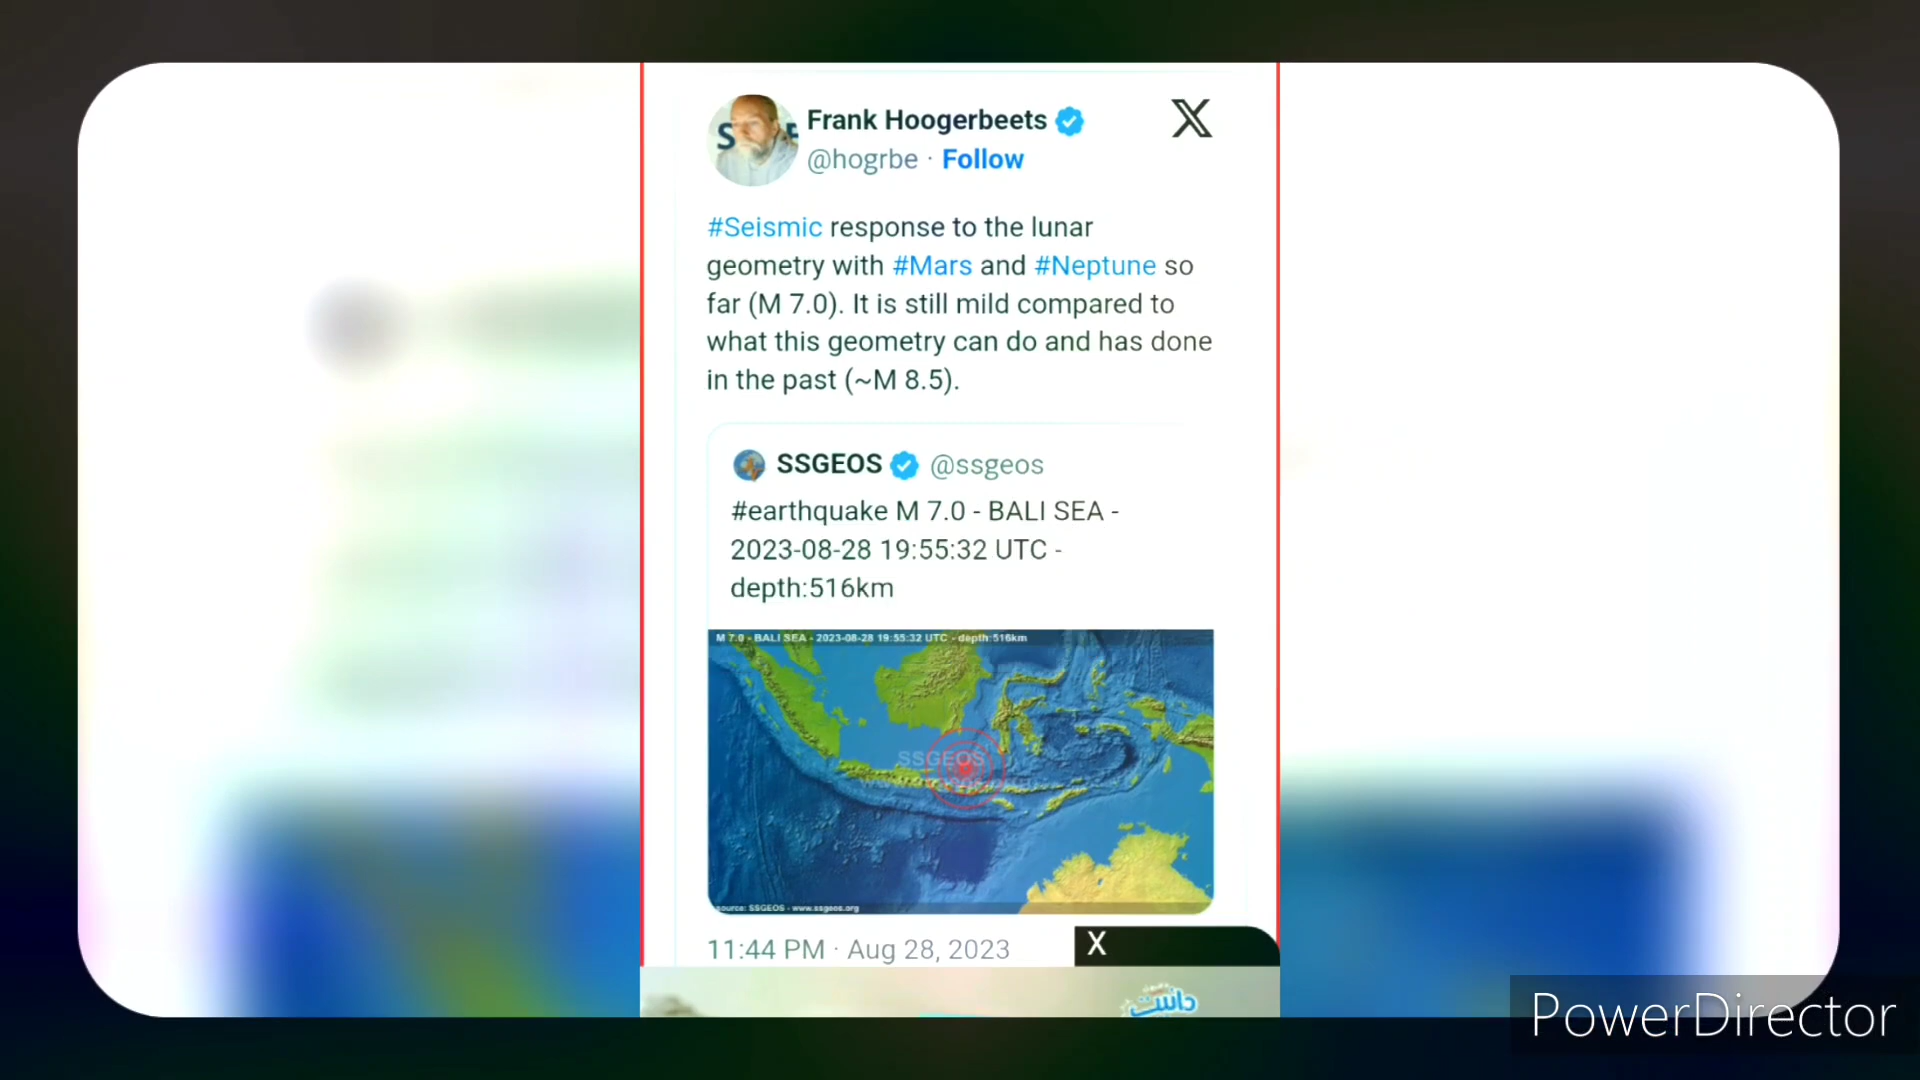 Frank Hoogerbeets
X
@hogrbe · Follow
#Seismic response to the lunar
geometry with #Mars and #Neptune so
far (M 7.0). It is still mild compared to
what this geometry can do and has done
in the past (~M 8.5).
SSGEOS @ssgeos
#earthquake M 7.0 - BALI SEA -
2023-08-28 19:55:32 UTC -
depth:516km
M 7.0 - BALI SEA - 2023-08-28 19:55:32 UTC - depth:516km
SSGEOS
source: SSGEOS - www.ssgeos.org
11:44 PM · Aug 28, 2023
X
PowerDirector